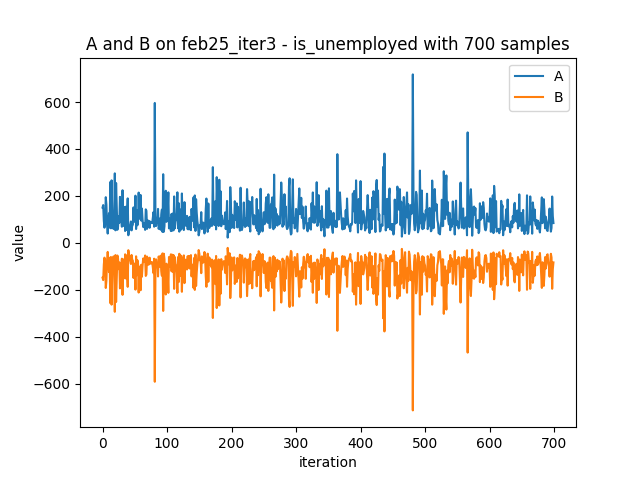 A and B on feb25_iter3 - is_unemployed with 700 samples
A
B
600
400
200
0
−200
−400
−600
value
0 100 200 300 400 500 600 700
iteration